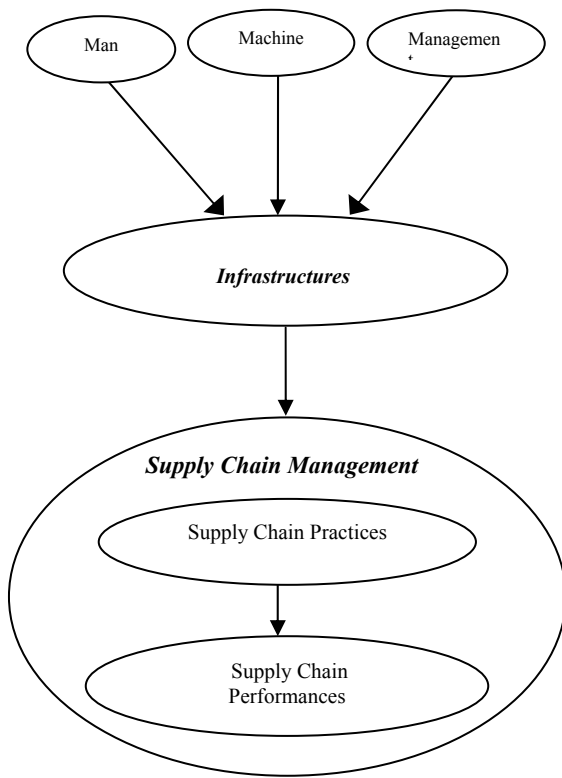 Man
Machine
Managemen
Infrastructures
Supply Chain Management
Supply Chain Practices
Supply Chain
Performances